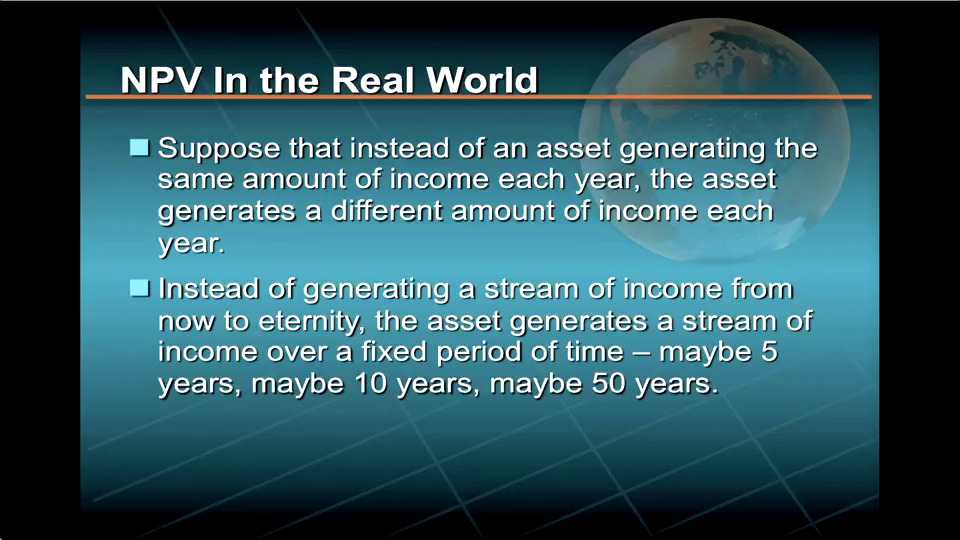 NPV In the Real World
Suppose that instead of an asset generating the
same amount of income each year, the asset
generates a different amount of income each
year.
Instead of generating a stream of income from
now to eternity, the asset generates a stream of
income over a fixed period of time – maybe 5
years, maybe 10 years, maybe 50 years.